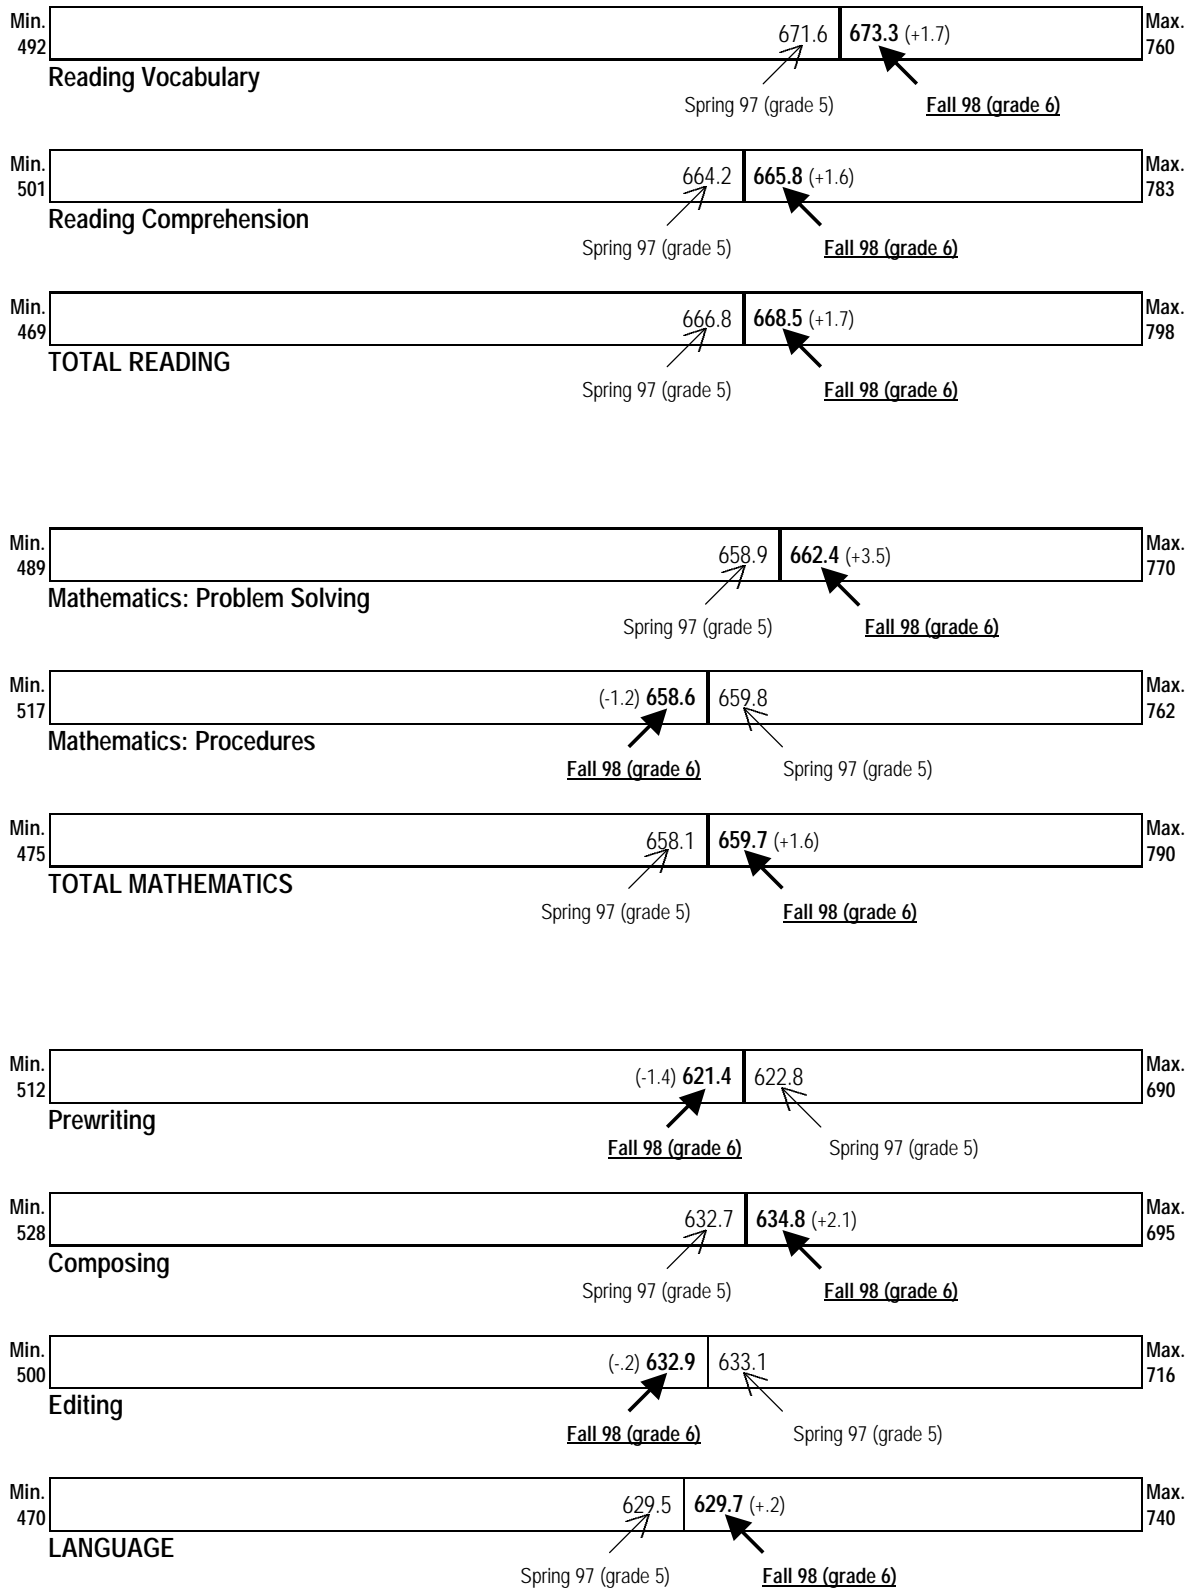 Min. Max.
671.6 673.3 (+1.7)
492 760
Reading Vocabulary
Spring 97 (grade 5) Fall 98 (grade 6)
Min. Max.
664.2 665.8 (+1.6)
501 783
Reading Comprehension
Spring 97 (grade 5) Fall 98 (grade 6)
Min. Max.
666.8 668.5 (+1.7)
469 798
TOTAL READING
Spring 97 (grade 5) Fall 98 (grade 6)
Min. Max.
658.9 662.4 (+3.5)
489 770
Mathematics: Problem Solving
Spring 97 (grade 5) Fall 98 (grade 6)
Min. Max.
(-1.2) 658.6 659.8
517 762
Mathematics: Procedures
Fall 98 (grade 6) Spring 97 (grade 5)
Min. Max.
658.1 659.7 (+1.6)
475 790
TOTAL MATHEMATICS
Spring 97 (grade 5) Fall 98 (grade 6)
Min. Max.
(-1.4) 621.4 622.8
512 690
Prewriting
Fall 98 (grade 6) Spring 97 (grade 5)
Min. Max.
632.7 634.8 (+2.1)
528 695
Composing
Spring 97 (grade 5) Fall 98 (grade 6)
Min. Max.
(-.2) 632.9 633.1
500 716
Editing
Fall 98 (grade 6) Spring 97 (grade 5)
Min. Max.
629.5 629.7 (+.2)
470 740
LANGUAGE
Spring 97 (grade 5) Fall 98 (grade 6)